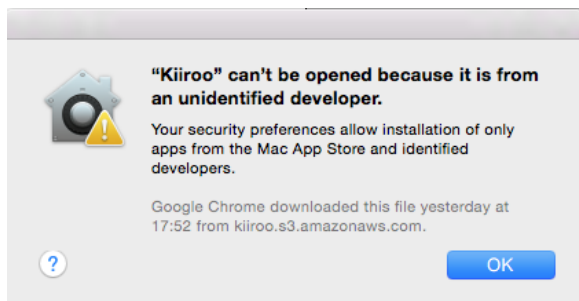 “Kiiroo” can’t be opened because it is from
an unidentified developer.
Your security preferences allow installation of only
apps from the Mac App Store and identified
developers.
Google Chrome downloaded this file yesterday at
17:52 from kiiroo.s3.amazonaws.com.
?
OK